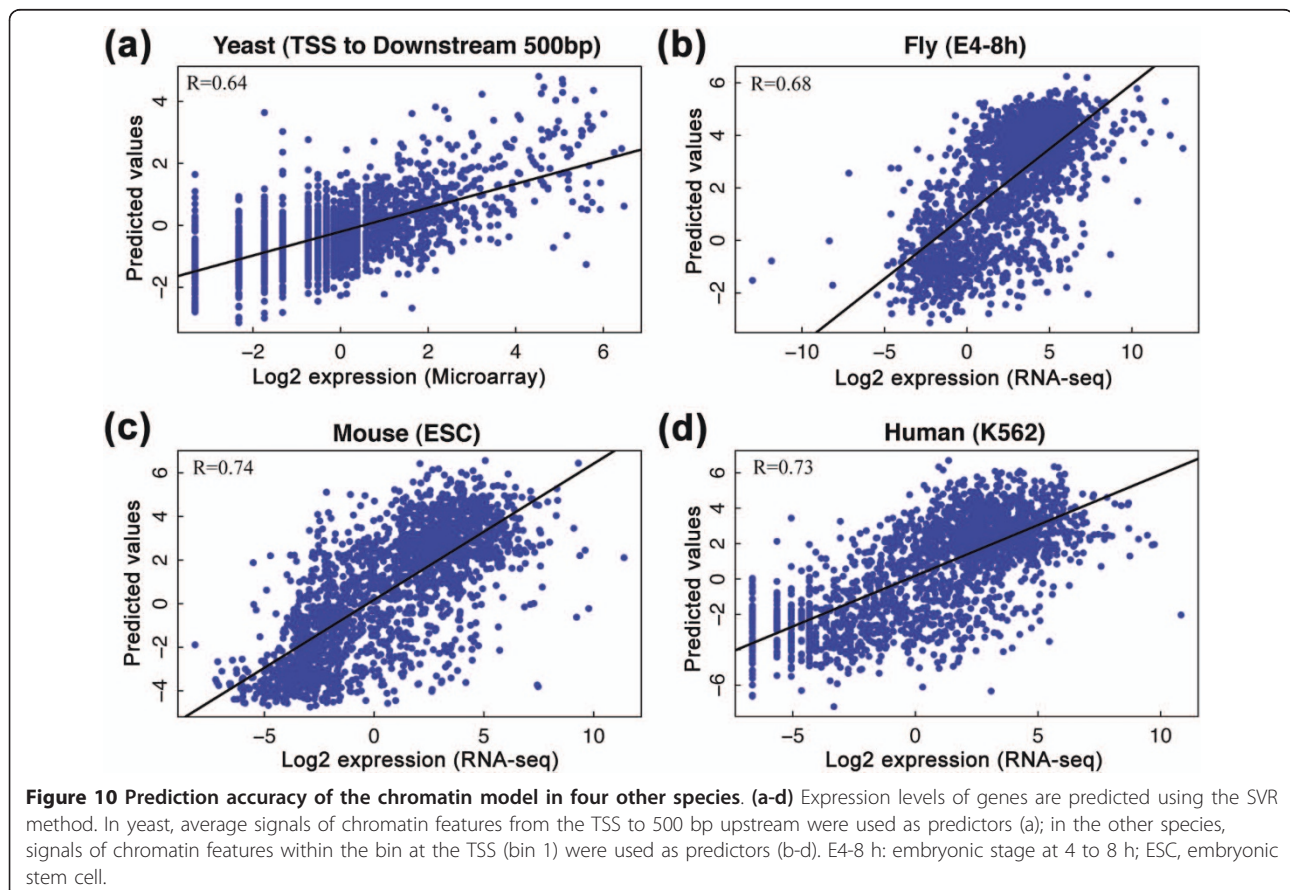 (a)
Yeast (TSS to Downstream 500bp)
R=0.64
Predicted values
4
2
0
−2
−2
0
2
4
6
Log2 expression (Microarray)
(b)
Fly (E4-8h)
R=0.68
Predicted values
6
4
2
0
−2
−10
−5
0
5
10
Log2 expression (RNA-seq)
(c)
Mouse (ESC)
R=0.74
Predicted values
6
4
2
0
−2
−4
−5
0
5
10
Log2 expression (RNA-seq)
(d)
Human (K562)
R=0.73
Predicted values
6
4
2
0
−2
−6
−5
0
5
10
Log2 expression (RNA-seq)
Figure 10 Prediction accuracy of the chromatin model in four other species. (a-d) Expression levels of genes are predicted using the SVR
method. In yeast, average signals of chromatin features from the TSS to 500 bp upstream were used as predictors (a); in the other species,
signals of chromatin features within the bin at the TSS (bin 1) were used as predictors (b-d). E4-8 h: embryonic stage at 4 to 8 h; ESC, embryonic
stem cell.